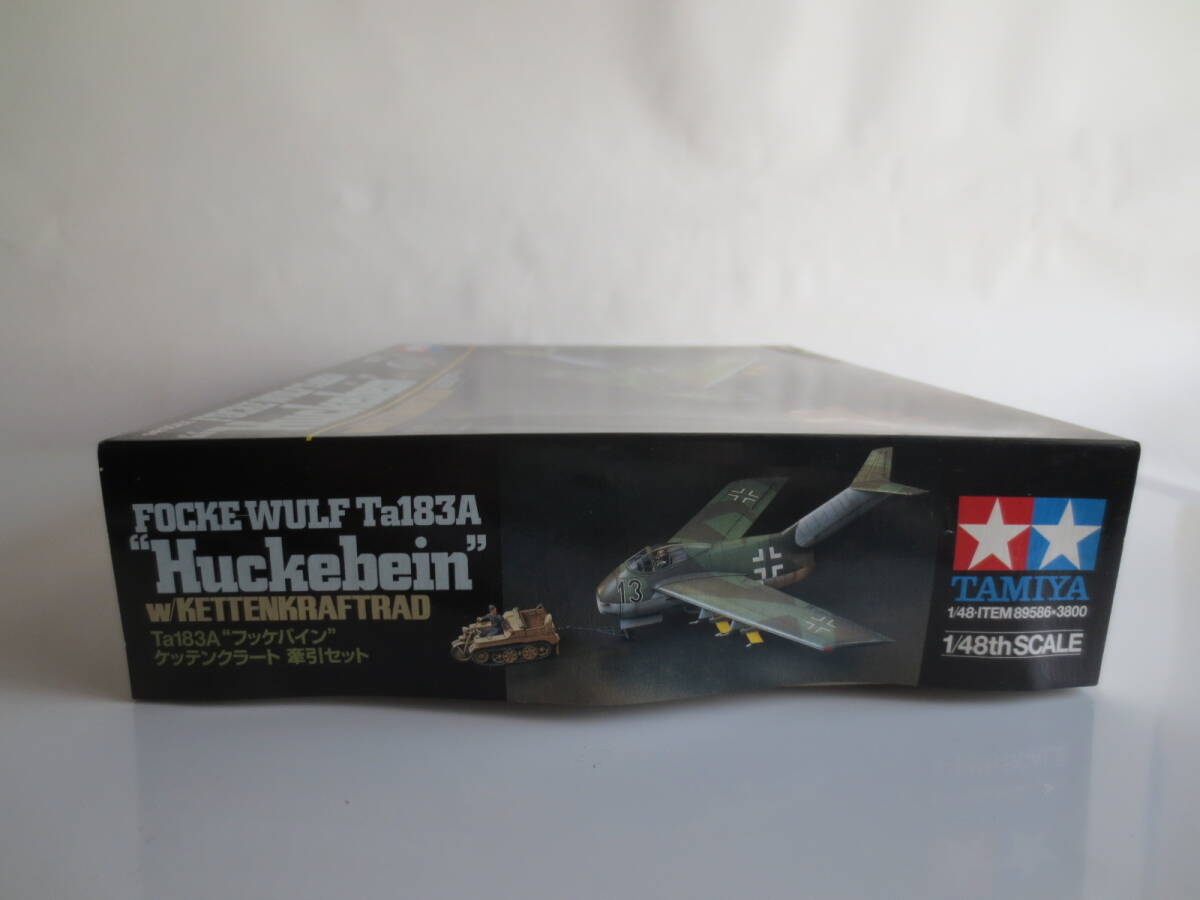 FOCKE WULF Ta183A
“Huckebein”
w/KETTENKRAFTRAD
Ta183A“フッケバイン”
ケッテンクラート 牽引セット
13
TAMIYA
1/48•ITEM 89586•3800
1/48th SCALE